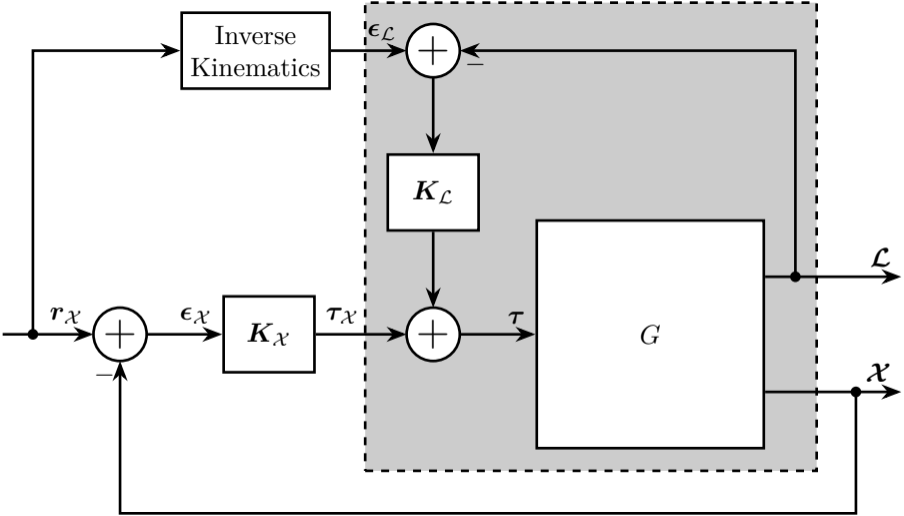 Inverse
Kinematics
ϵ_ℒ
+
−
K_ℒ
ℒ
r_𝒳
+
−
ϵ_𝒳
K_𝒳
τ_𝒳
+
τ
G
𝒳